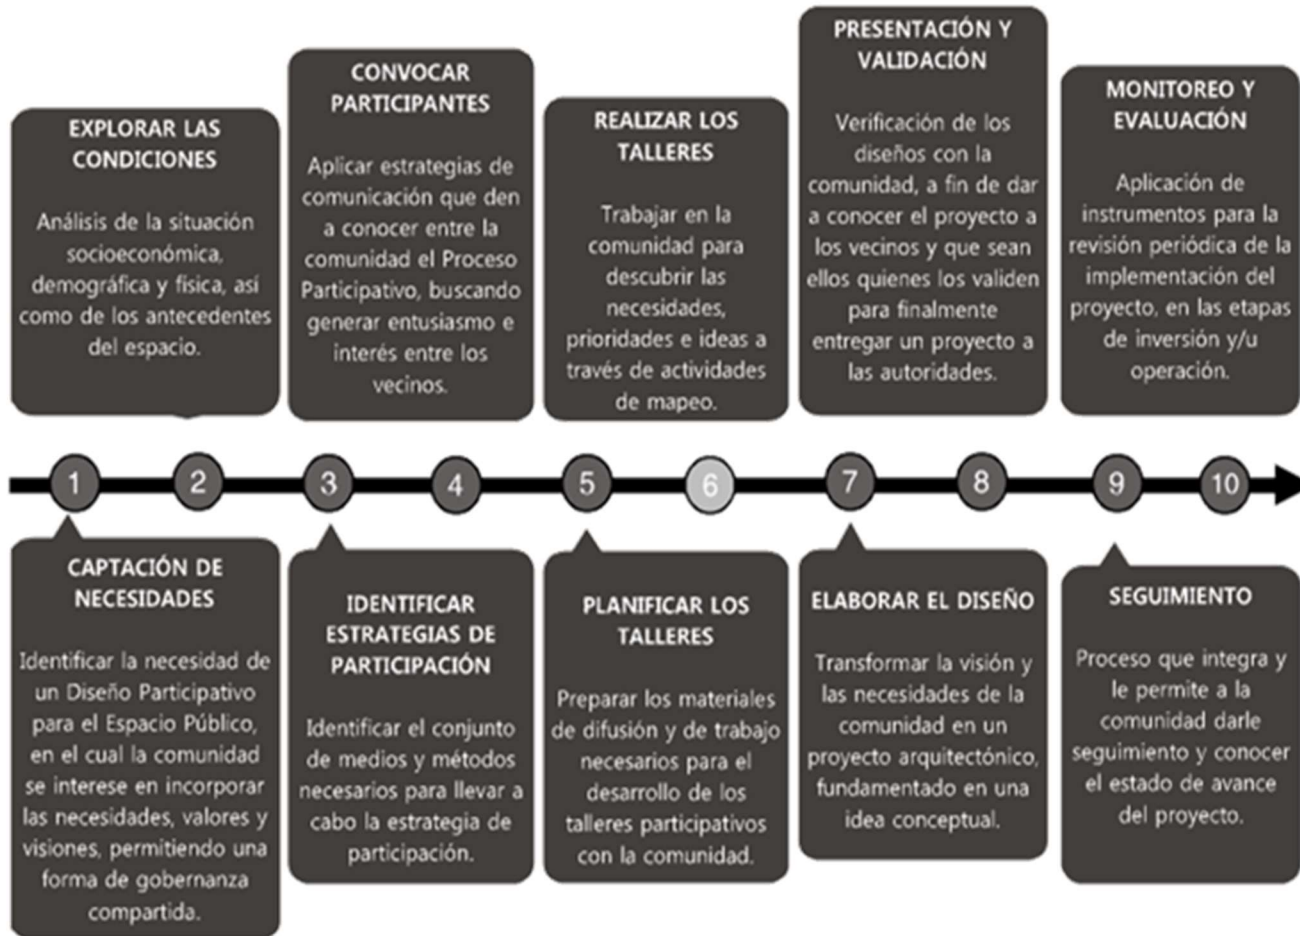 EXPLORAR LAS
CONDICIONES
Análisis de la situación
socioeconómica,
demográfica y física, así
como de los antecedentes
del espacio.
CONVOCAR
PARTICIPANTES
Aplicar estrategias de
comunicación que den
a conocer entre la
comunidad el Proceso
Participativo, buscando
generar entusiasmo e
interés entre los
vecinos.
REALIZAR LOS
TALLERES
Trabajar en la
comunidad para
descubrir las
necesidades,
prioridades e ideas a
través de actividades
de mapeo.
PRESENTACIÓN Y
VALIDACIÓN
Verificación de los
diseños con la
comunidad, a fin de dar
a conocer el proyecto a
los vecinos y que sean
ellos quienes los validen
para finalmente
entregar un proyecto a
las autoridades.
MONITOREO Y
EVALUACIÓN
Aplicación de
instrumentos para la
revisión periódica de la
implementación del
proyecto, en las etapas
de inversión y/u
operación.
1 2 3 4 5 6 7 8 9 10
CAPTACIÓN DE
NECESIDADES
Identificar la necesidad de
un Diseño Participativo
para el Espacio Público,
en el cual la comunidad
se interese en incorporar
las necesidades, valores y
visiones, permitiendo una
forma de gobernanza
compartida.
IDENTIFICAR
ESTRATEGIAS DE
PARTICIPACIÓN
Identificar el conjunto
de medios y métodos
necesarios para llevar a
cabo la estrategia de
participación.
PLANIFICAR LOS
TALLERES
Preparar los materiales
de difusión y de trabajo
necesarios para el
desarrollo de los
talleres participativos
con la comunidad.
ELABORAR EL DISEÑO
Transformar la visión y
las necesidades de la
comunidad en un
proyecto arquitectónico,
fundamentado en una
idea conceptual.
SEGUIMIENTO
Proceso que integra y
le permite a la
comunidad darle
seguimiento y conocer
el estado de avance
del proyecto.